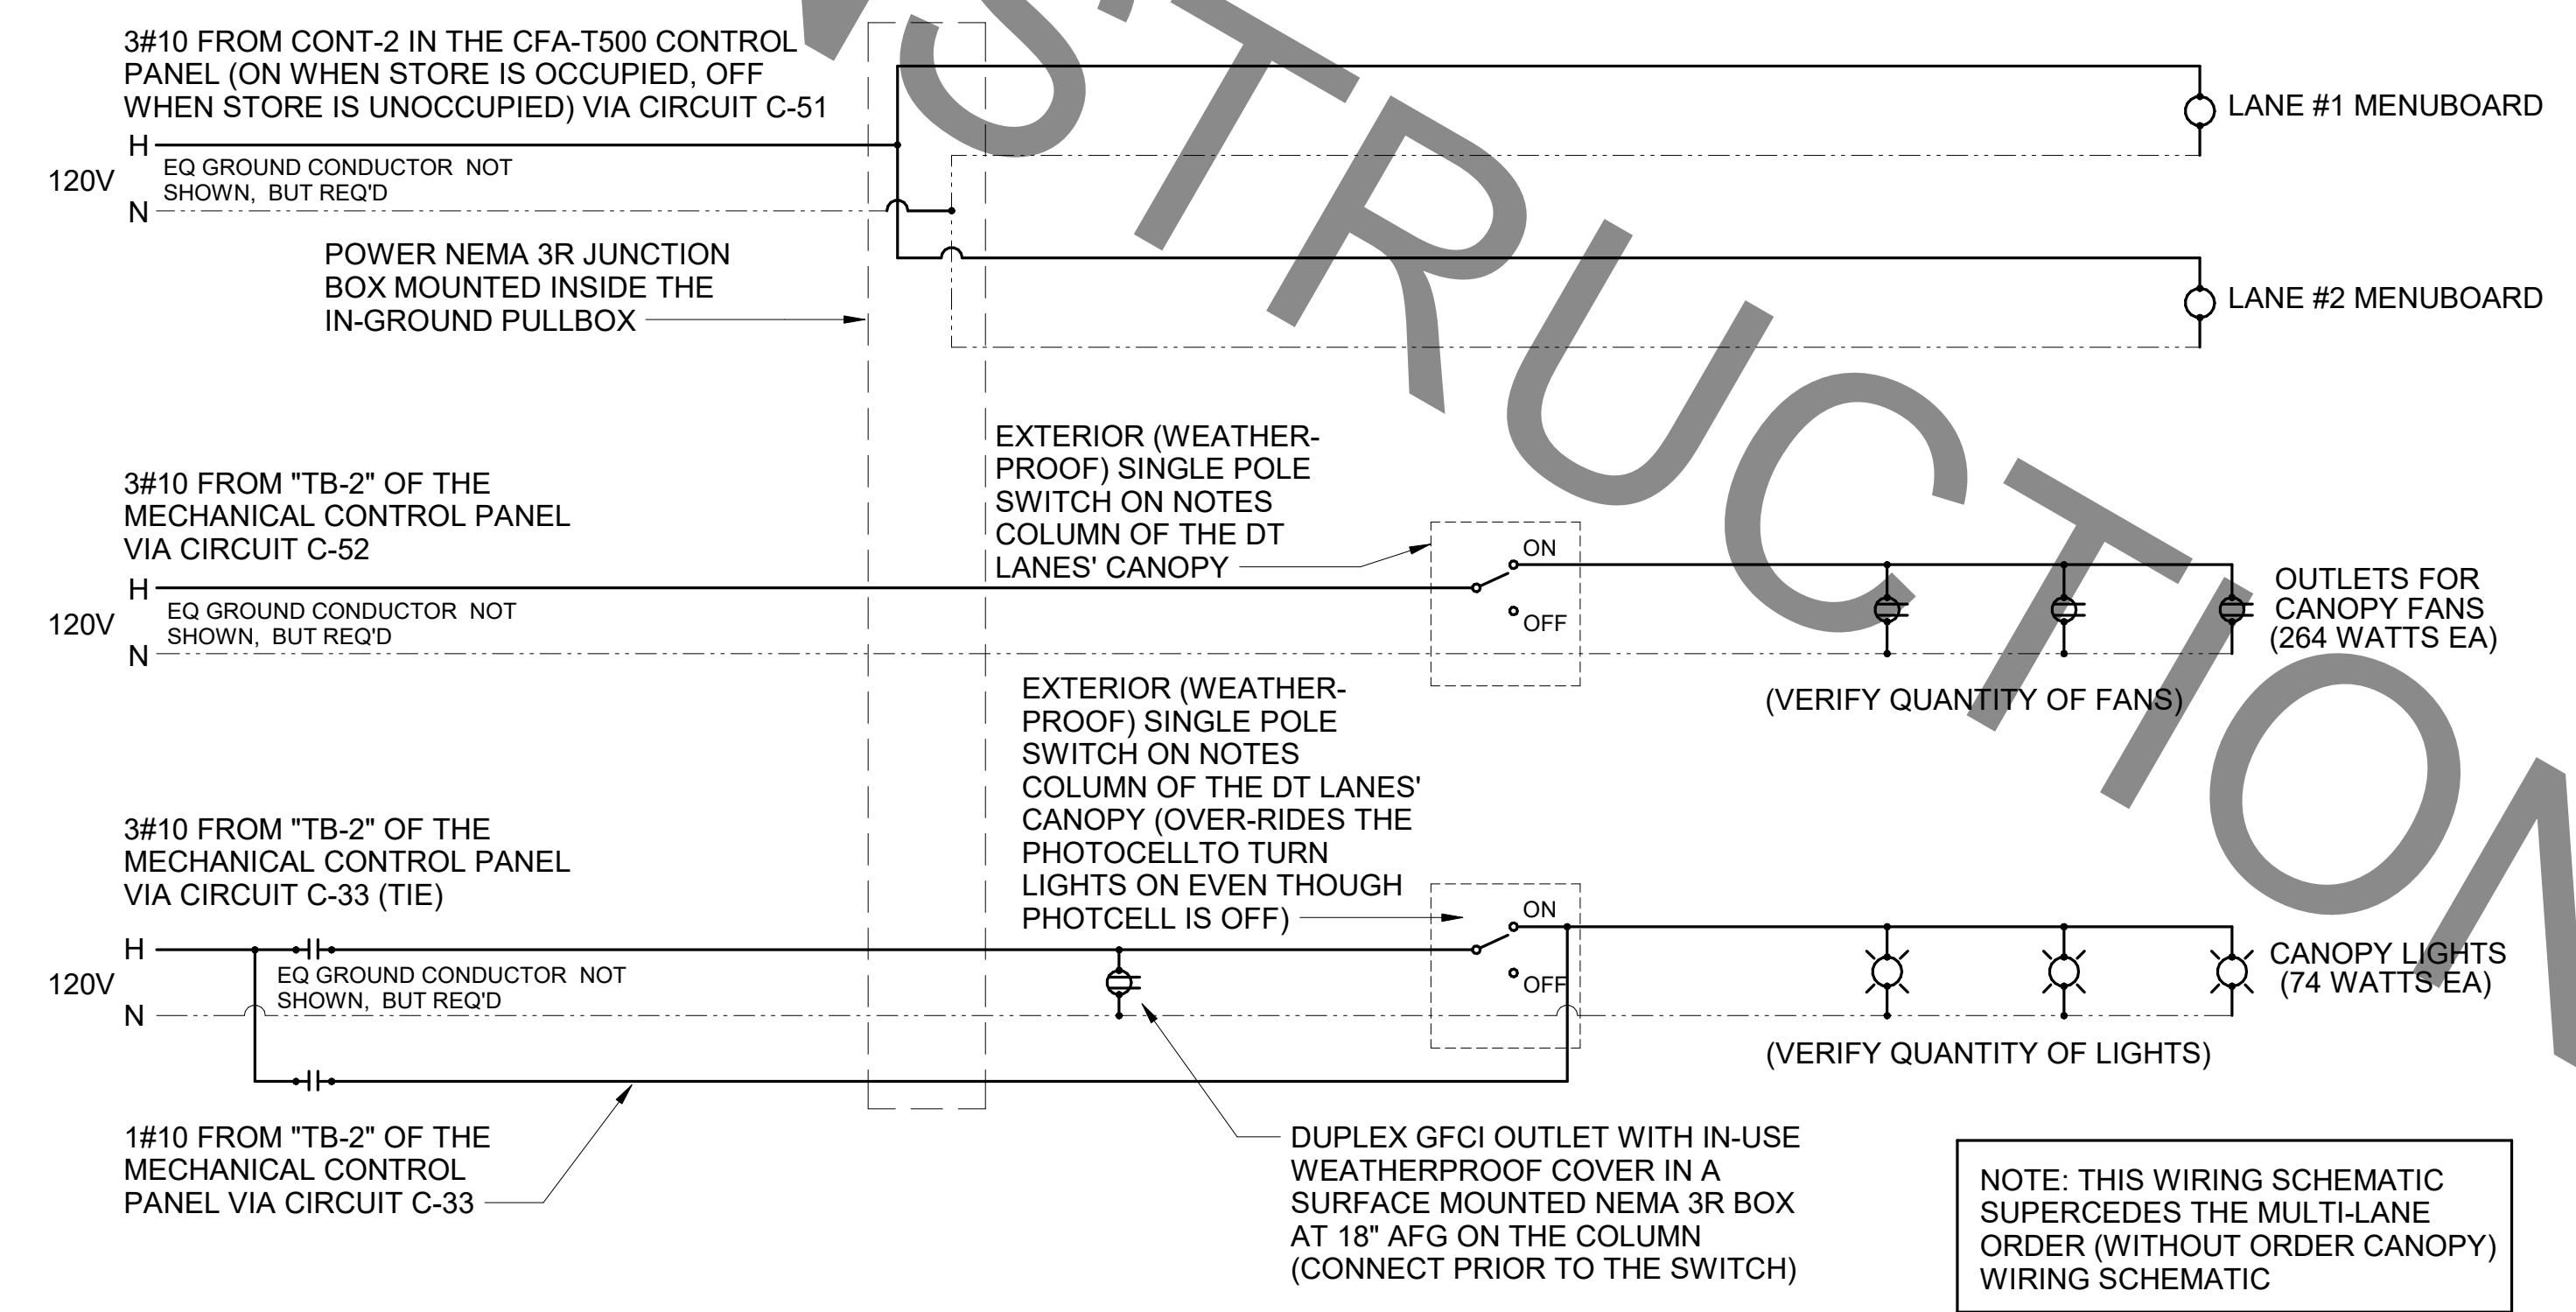 3#10 FROM CONT-2 IN THE CFA-T500 CONTROL
PANEL (ON WHEN STORE IS OCCUPIED, OFF
WHEN STORE IS UNOCCUPIED) VIA CIRCUIT C-51
H
120V
N
EQ GROUND CONDUCTOR NOT
SHOWN, BUT REQ'D
LANE #1 MENUBOARD
POWER NEMA 3R JUNCTION
BOX MOUNTED INSIDE THE
IN-GROUND PULLBOX
LANE #2 MENUBOARD
3#10 FROM "TB-2" OF THE
MECHANICAL CONTROL PANEL
VIA CIRCUIT C-52
H
120V
N
EQ GROUND CONDUCTOR NOT
SHOWN, BUT REQ'D
EXTERIOR (WEATHER-
PROOF) SINGLE POLE
SWITCH ON NOTES
COLUMN OF THE DT
LANES' CANOPY
ON
OFF
OUTLETS FOR
CANOPY FANS
(264 WATTS EA)
(VERIFY QUANTITY OF FANS)
EXTERIOR (WEATHER-
PROOF) SINGLE POLE
SWITCH ON NOTES
COLUMN OF THE DT LANES'
CANOPY (OVER-RIDES THE
PHOTOCELLTO TURN
LIGHTS ON EVEN THOUGH
PHOTCELL IS OFF)
3#10 FROM "TB-2" OF THE
MECHANICAL CONTROL PANEL
VIA CIRCUIT C-33 (TIE)
H
120V
N
EQ GROUND CONDUCTOR NOT
SHOWN, BUT REQ'D
ON
OFF
CANOPY LIGHTS
(74 WATTS EA)
(VERIFY QUANTITY OF LIGHTS)
1#10 FROM "TB-2" OF THE
MECHANICAL CONTROL
PANEL VIA CIRCUIT C-33
DUPLEX GFCI OUTLET WITH IN-USE
WEATHERPROOF COVER IN A
SURFACE MOUNTED NEMA 3R BOX
AT 18" AFG ON THE COLUMN
(CONNECT PRIOR TO THE SWITCH)
NOTE: THIS WIRING SCHEMATIC
SUPERCEDES THE MULTI-LANE
ORDER (WITHOUT ORDER CANOPY)
WIRING SCHEMATIC
NSTRUCTION